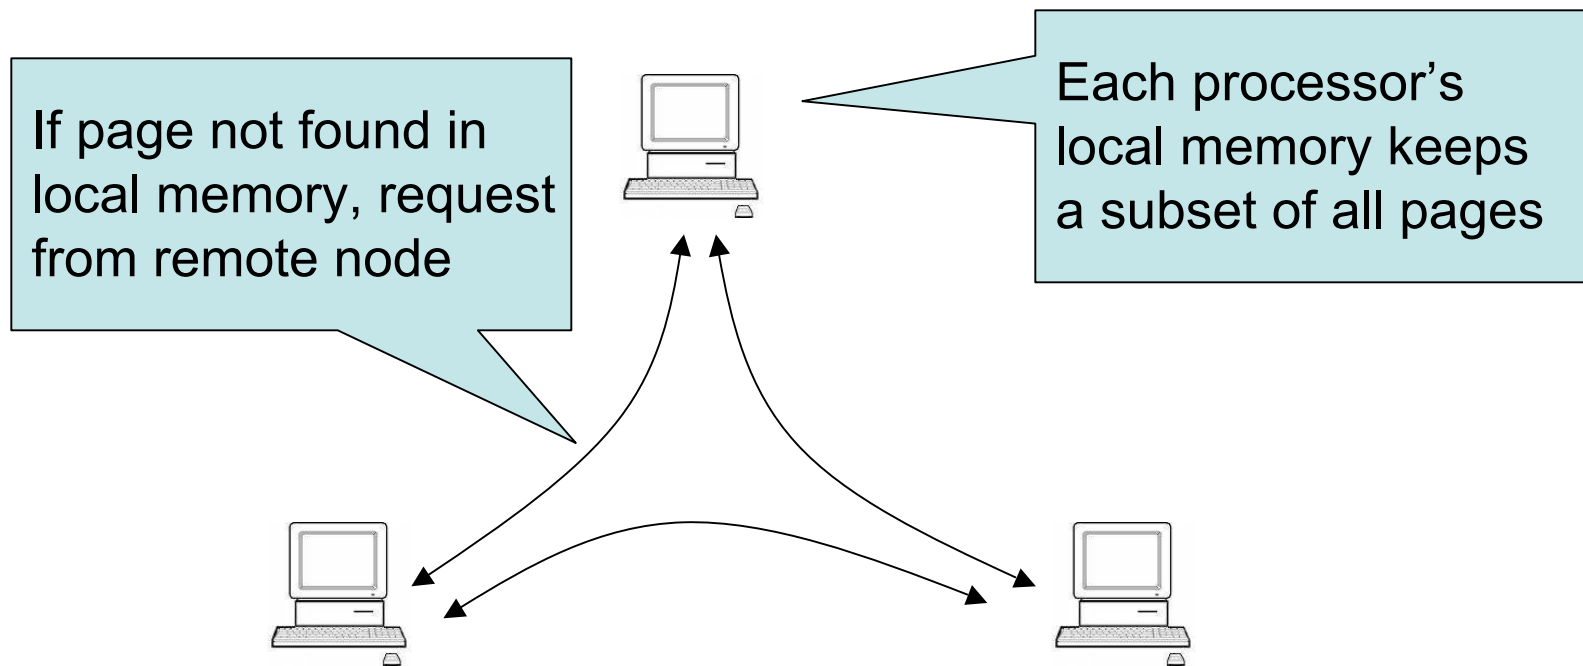 If page not found in
local memory, request
from remote node
Each processor’s
local memory keeps
a subset of all pages